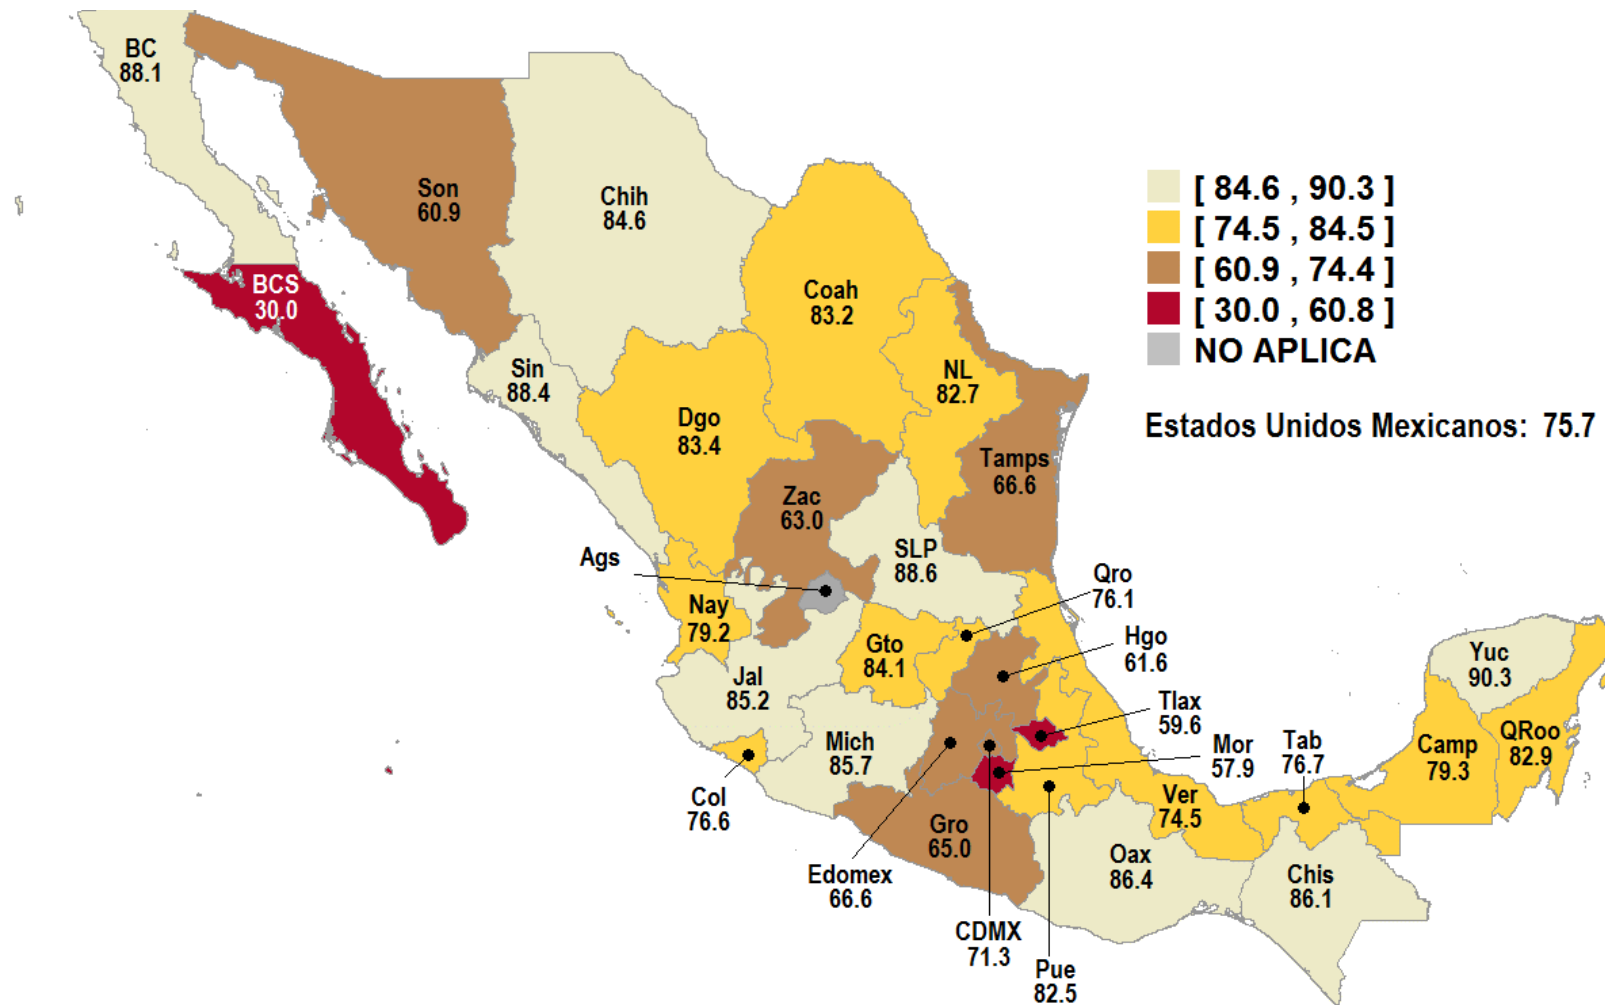 BC
88.1
Son
60.9
Chih
84.6
BCS
30.0
Coah
83.2
Sin
88.4
NL
82.7
Dgo
83.4
Tamps
66.6
Zac
63.0
SLP
88.6
Ags
Nay
79.2
Qro
76.1
Gto
84.1
Hgo
61.6
Jal
85.2
Tlax
59.6
Mich
85.7
Mor
57.9
Tab
76.7
Yuc
90.3
Camp
79.3
QRoo
82.9
Col
76.6
Ver
74.5
Gro
65.0
Edomex
66.6
Oax
86.4
Chis
86.1
CDMX
71.3
Pue
82.5
[ 84.6 , 90.3 ]
[ 74.5 , 84.5 ]
[ 60.9 , 74.4 ]
[ 30.0 , 60.8 ]
NO APLICA
Estados Unidos Mexicanos: 75.7